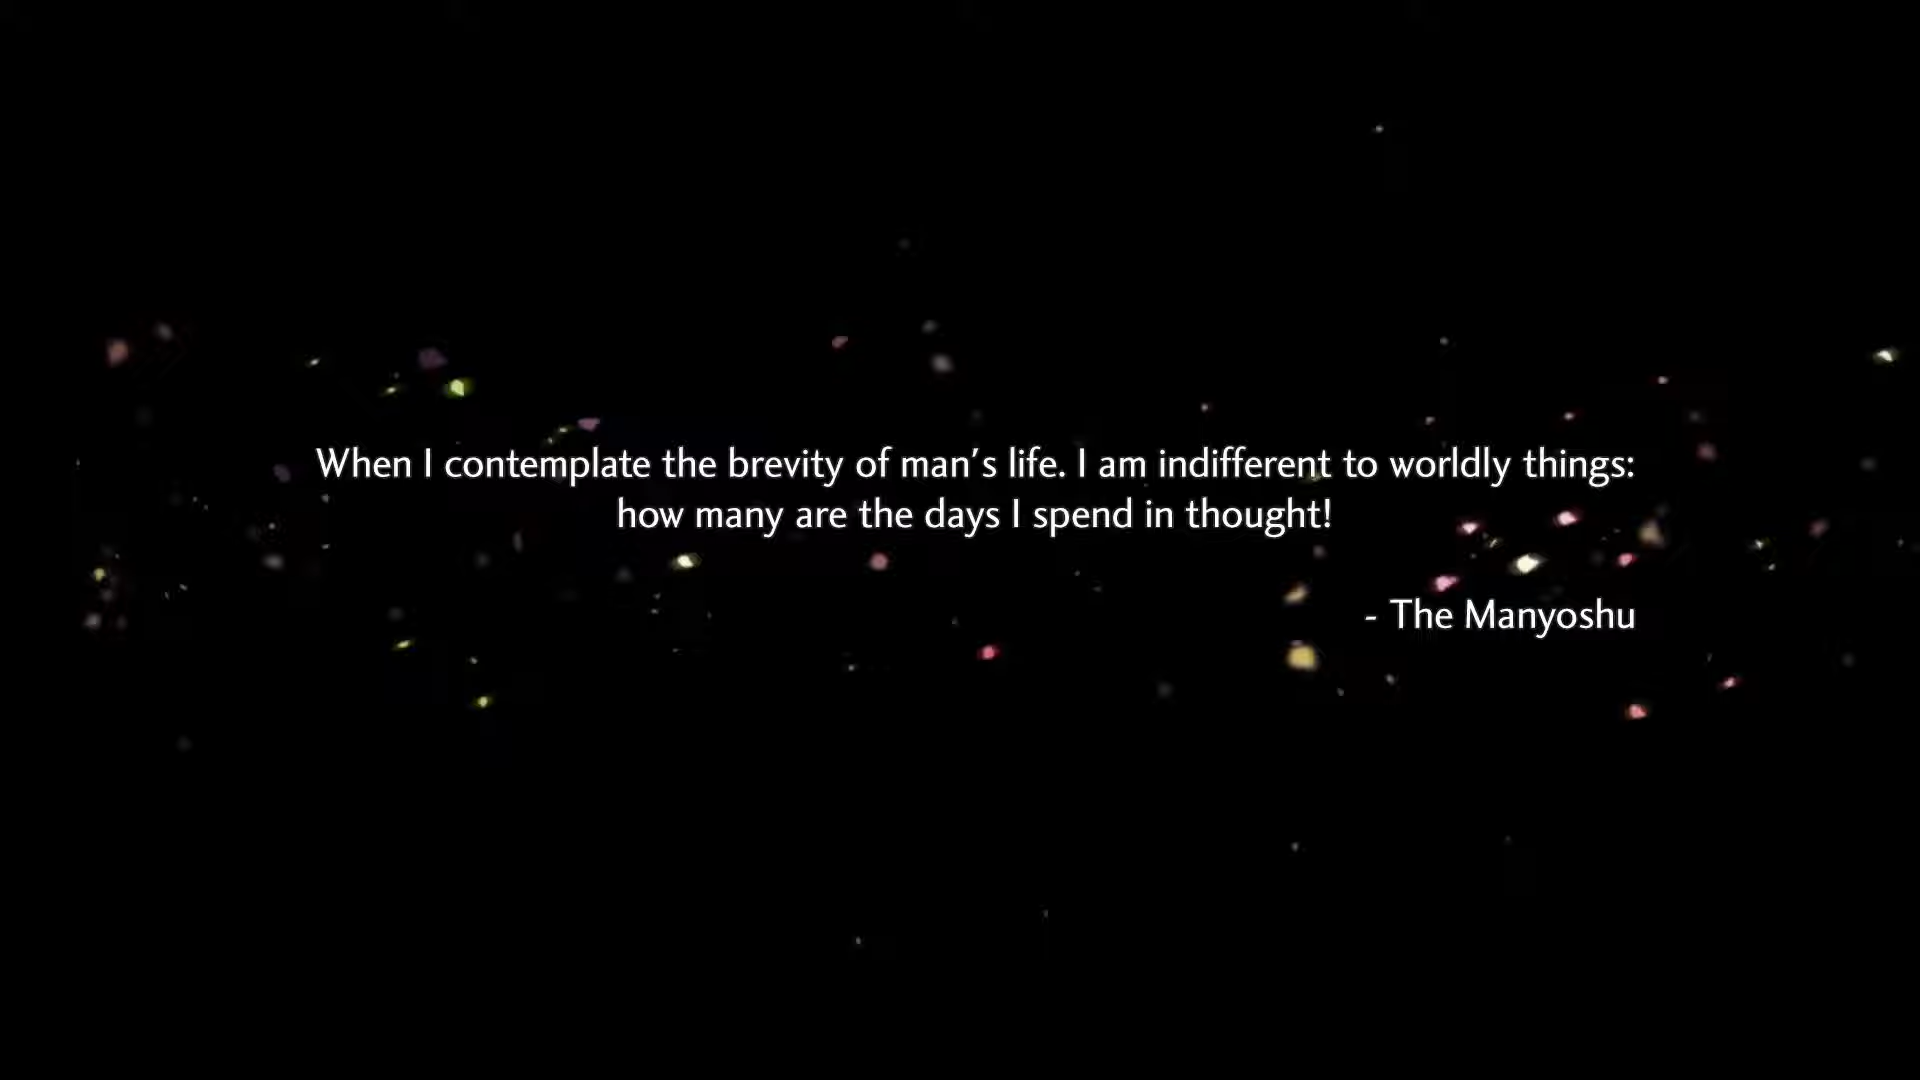 When I contemplate the brevity of man's life. I am indifferent to worldly things:
how many are the days I spend in thought!
- The Manyoshu